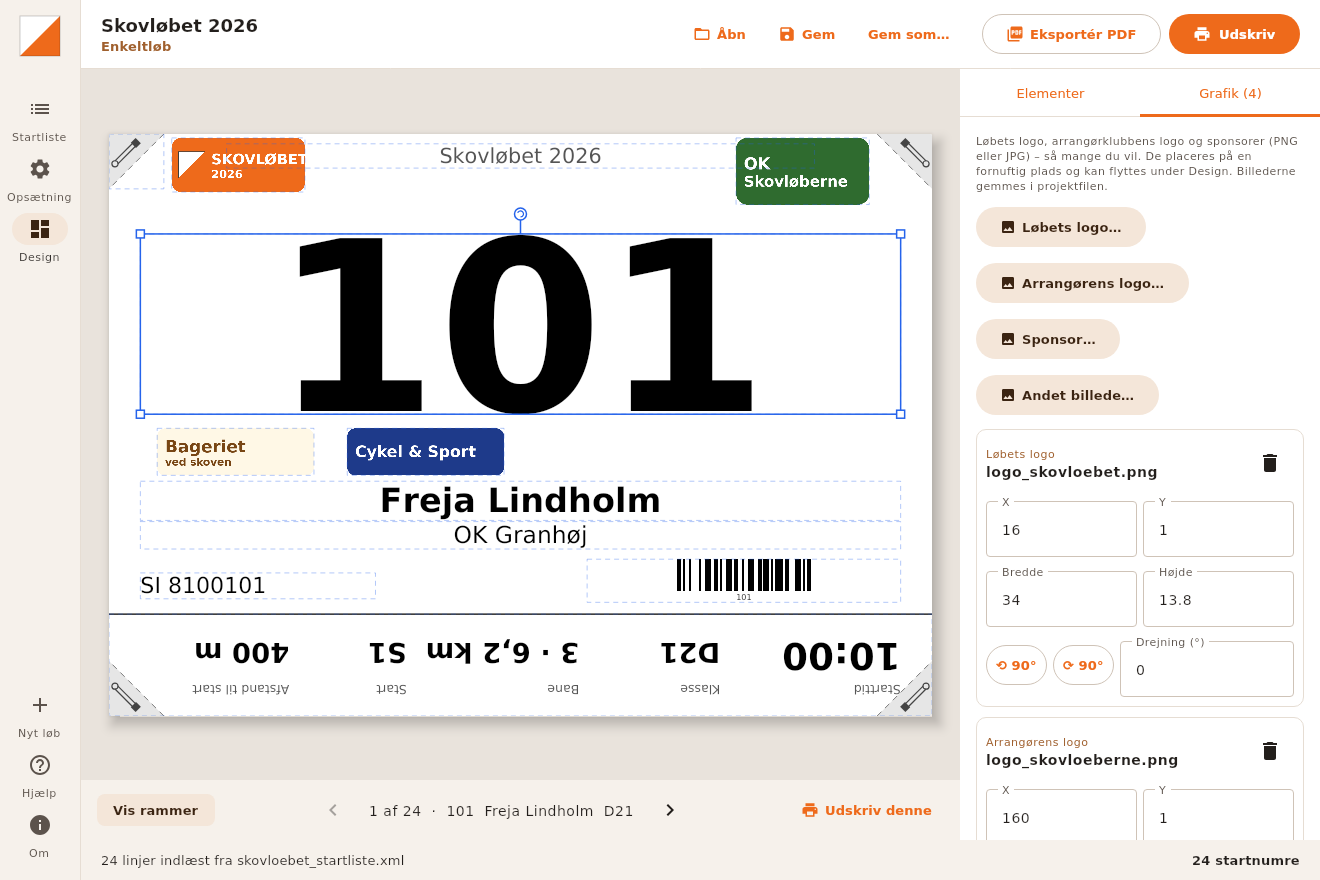 Skovløbet 2026
Enkeltløb
Åbn
Gem
Gem som…
PDF
Eksportér PDF
Udskriv
Startliste
Opsætning
Design
Nyt løb
Hjælp
Om
SKOVLØBET
2026
Skovløbet 2026
OK
Skovløberne
101
Bageriet
ved skoven
Cykel & Sport
Freja Lindholm
OK Granhøj
SI 8100101
101
10:00
D21
3 · 6,2 km
S1
400 m
Starttid
Klasse
Bane
Start
Afstand til start
Vis rammer
1 af 24 · 101 Freja Lindholm D21
Udskriv denne
24 linjer indlæst fra skovloebet_startliste.xml
24 startnumre
Elementer
Grafik (4)
Løbets logo, arrangørklubbens logo og sponsorer (PNG
eller JPG) – så mange du vil. De placeres på en
fornuftig plads og kan flyttes under Design. Billederne
gemmes i projektfilen.
Løbets logo…
Arrangørens logo…
Sponsor…
Andet billede…
Løbets logo
logo_skovloebet.png
X
16
Y
1
Bredde
34
Højde
13.8
⟲ 90°
⟳ 90°
Drejning (°)
0
Arrangørens logo
logo_skovloeberne.png
X
160
Y
1